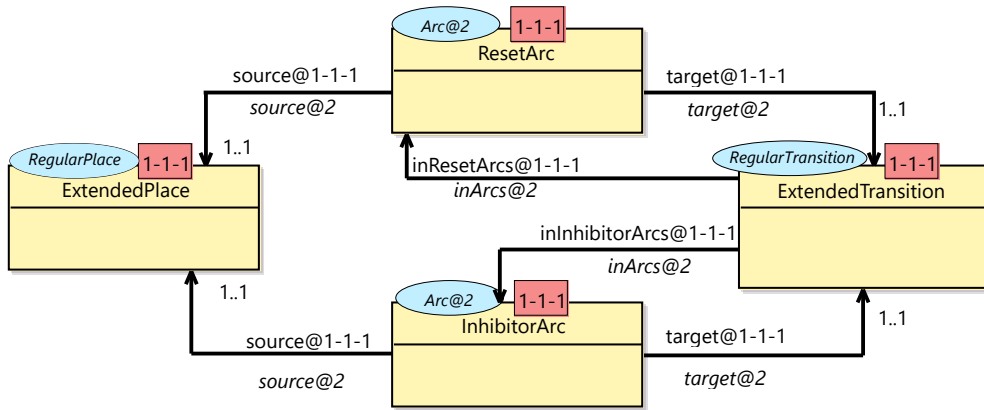 Arc@2
1-1-1
ResetArc
source@1-1-1
source@2
target@1-1-1
target@2
1..1
1..1
RegularPlace
1-1-1
ExtendedPlace
inResetArcs@1-1-1
inArcs@2
RegularTransition
1-1-1
ExtendedTransition
inInhibitorArcs@1-1-1
inArcs@2
1..1
Arc@2
1-1-1
InhibitorArc
1..1
source@1-1-1
source@2
target@1-1-1
target@2